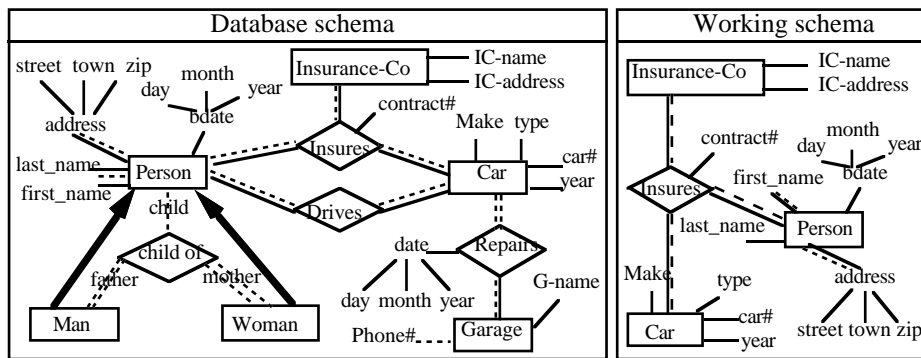 Database schema
Working schema
street town zip
day
month
year
address
bdate
last_name
first_name
Person
child
child of
father
mother
Man
Woman
Insurance-Co
IC-name
IC-address
contract#
Insures
Drives
Make
type
Car
car#
year
date
day month year
Repairs
G-name
Phone#
Garage
Insurance-Co
IC-name
IC-address
contract#
Insures
day
month
year
bdate
first_name
last_name
Person
address
street town zip
Make
type
Car
car#
year